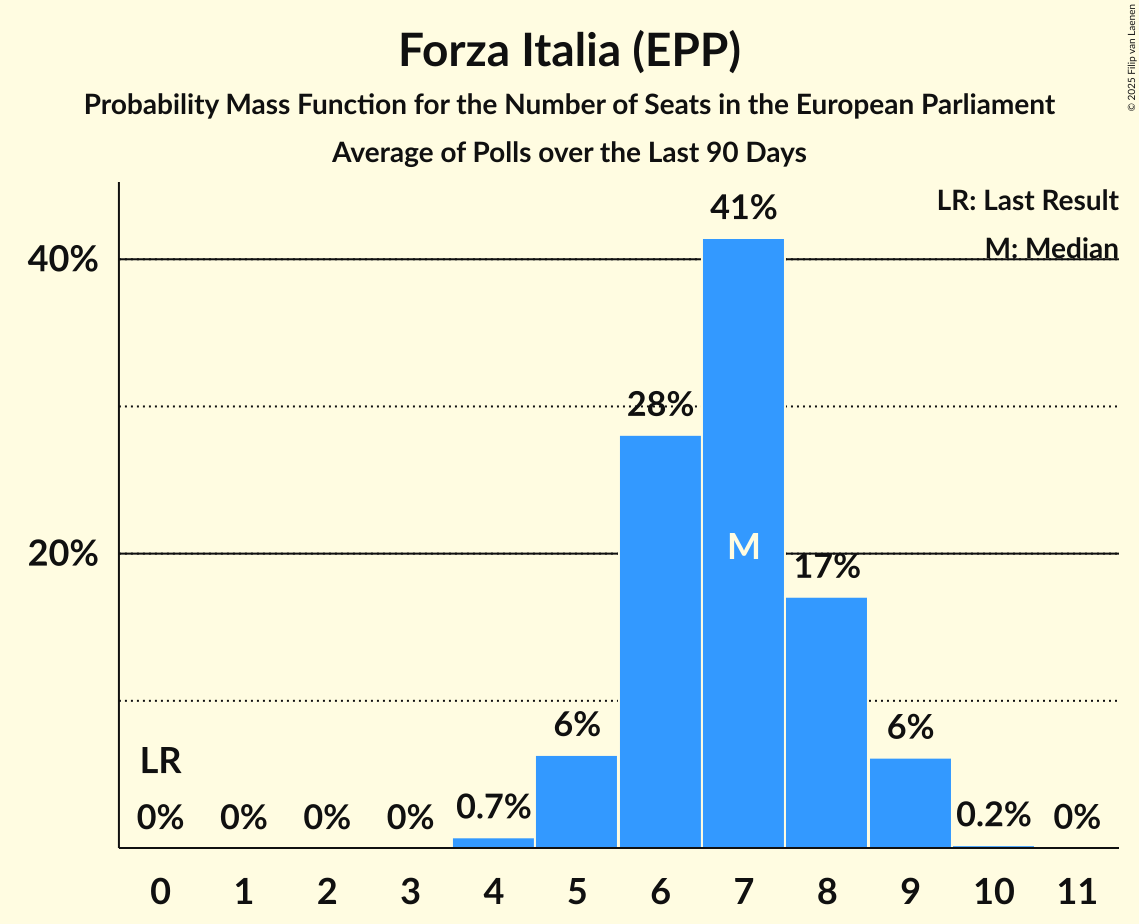 Forza Italia (EPP)
Probability Mass Function for the Number of Seats in the European Parliament
Average of Polls over the Last 90 Days
© 2025 Filip van Laenen
LR: Last Result
M: Median
41%
40%
28%
M
20%
17%
6%
6%
LR
0%
0%
0%
0%
0.7%
0.2%
0%
0 1 2 3 4 5 6 7 8 9 10 11